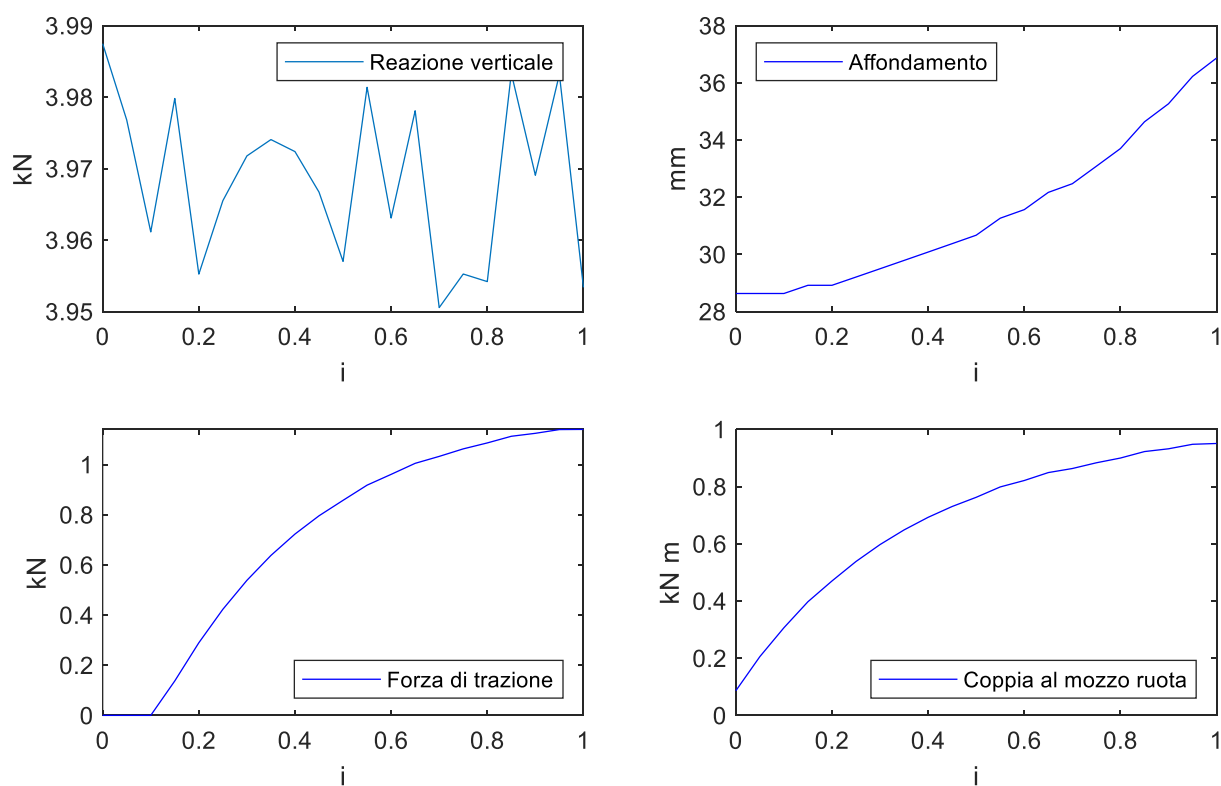 3.99
3.98
3.97
3.96
3.95
kN
Reazione verticale
0 0.2 0.4 0.6 0.8 1
i
38
36
34
32
30
28
mm
Affondamento
0 0.2 0.4 0.6 0.8 1
i
1
0.8
0.6
0.4
0.2
0
kN
Forza di trazione
0 0.2 0.4 0.6 0.8 1
i
1
0.8
0.6
0.4
0.2
0
kN m
Coppia al mozzo ruota
0 0.2 0.4 0.6 0.8 1
i